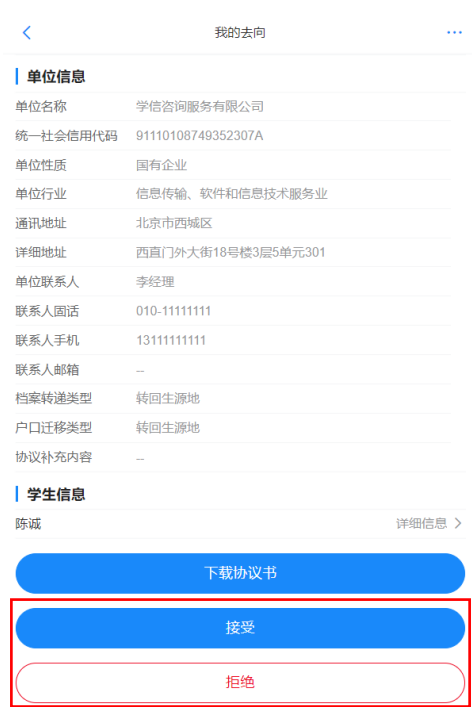 我的去向
单位信息
单位名称 学信咨询服务有限公司
统一社会信用代码 91110108749352307A
单位性质 国有企业
单位行业 信息传输、软件和信息技术服务业
通讯地址 北京市西城区
详细地址 西直门外大街18号楼3层5单元301
单位联系人 李经理
联系人固话 010-11111111
联系人手机 13111111111
联系人邮箱 --
档案转递类型 转回生源地
户口迁移类型 转回生源地
协议补充内容 --
学生信息
陈诚 详细信息
下载协议书
接受
拒绝